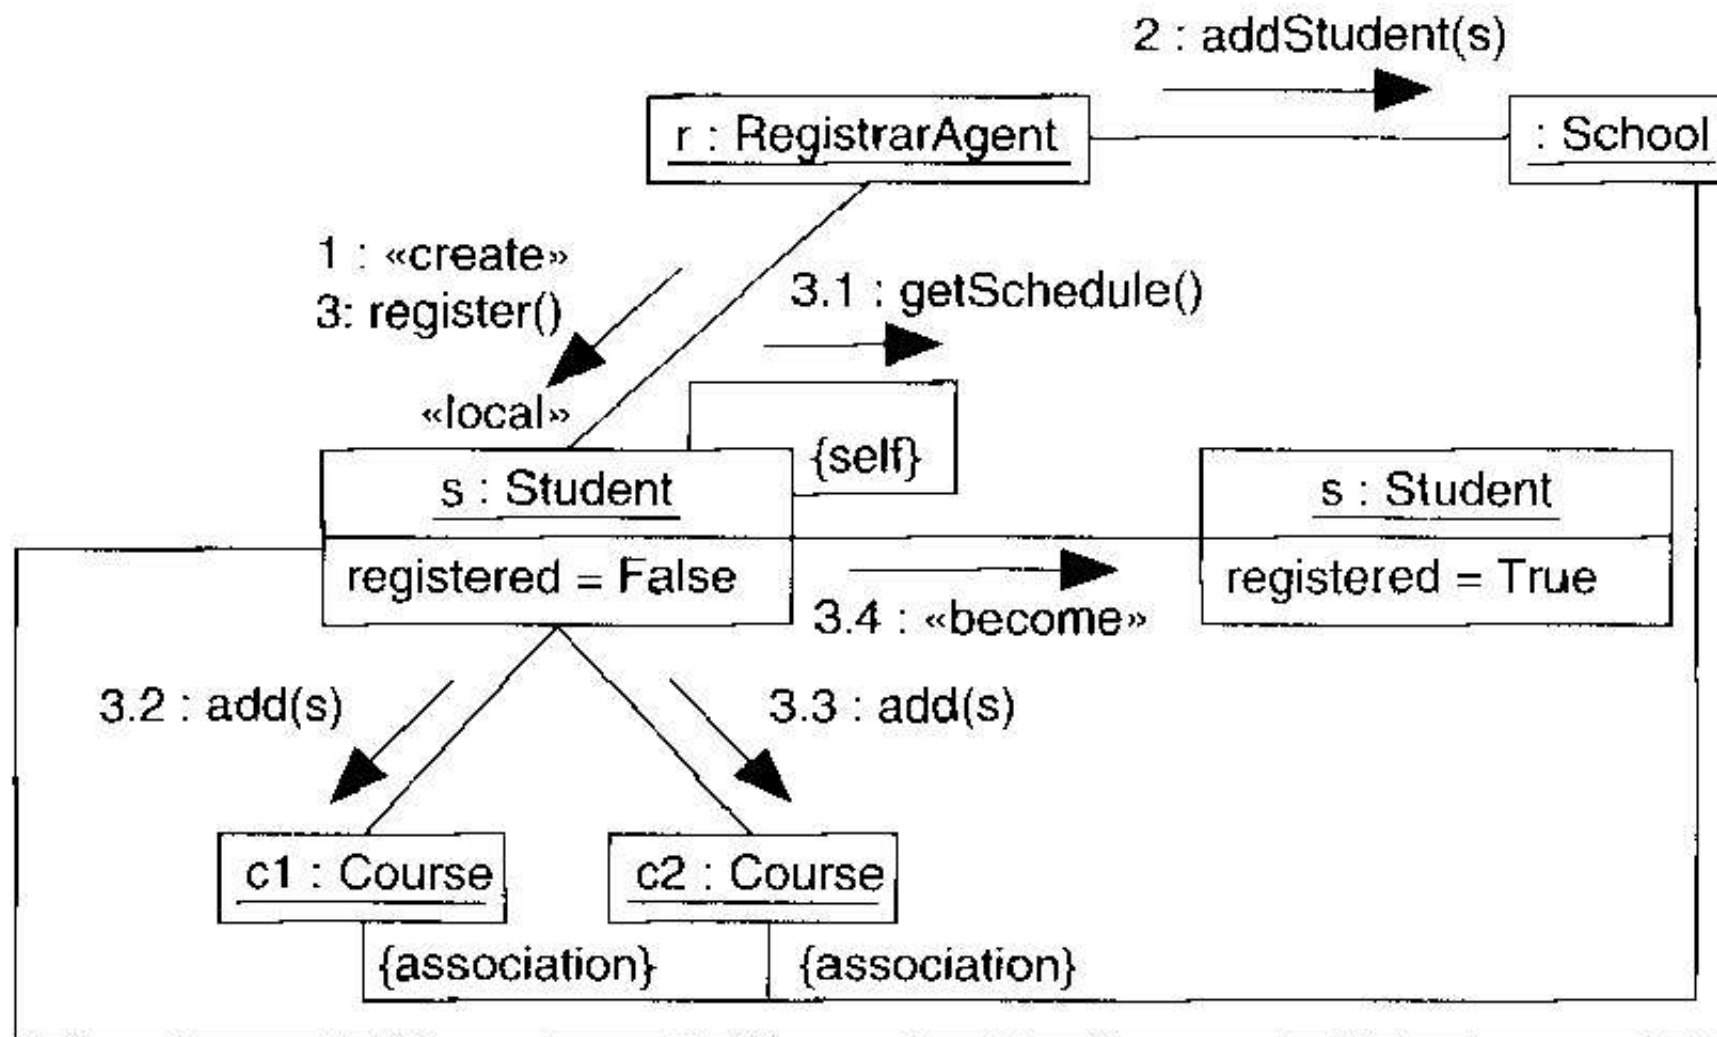 2 : addStudent(s)
r : RegistrarAgent
: School
1 : «create»
3: register()
3.1 : getSchedule()
«local»
{self}
s : Student
s : Student
registered = False
registered = True
3.4 : «become»
3.2 : add(s)
3.3 : add(s)
c1 : Course
c2 : Course
{association}
{association}